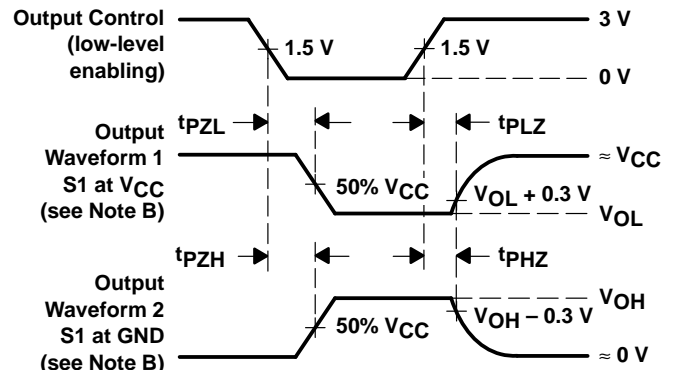 Output Control
(low-level
enabling)
3 V
1.5 V
1.5 V
0 V
tPZL
tPLZ
Output
Waveform 1
S1 at VCC
(see Note B)
≈ VCC
50% VCC
VOL + 0.3 V
VOL
tPZH
tPHZ
Output
Waveform 2
S1 at GND
(see Note B)
VOH
50% VCC
VOH − 0.3 V
≈ 0 V